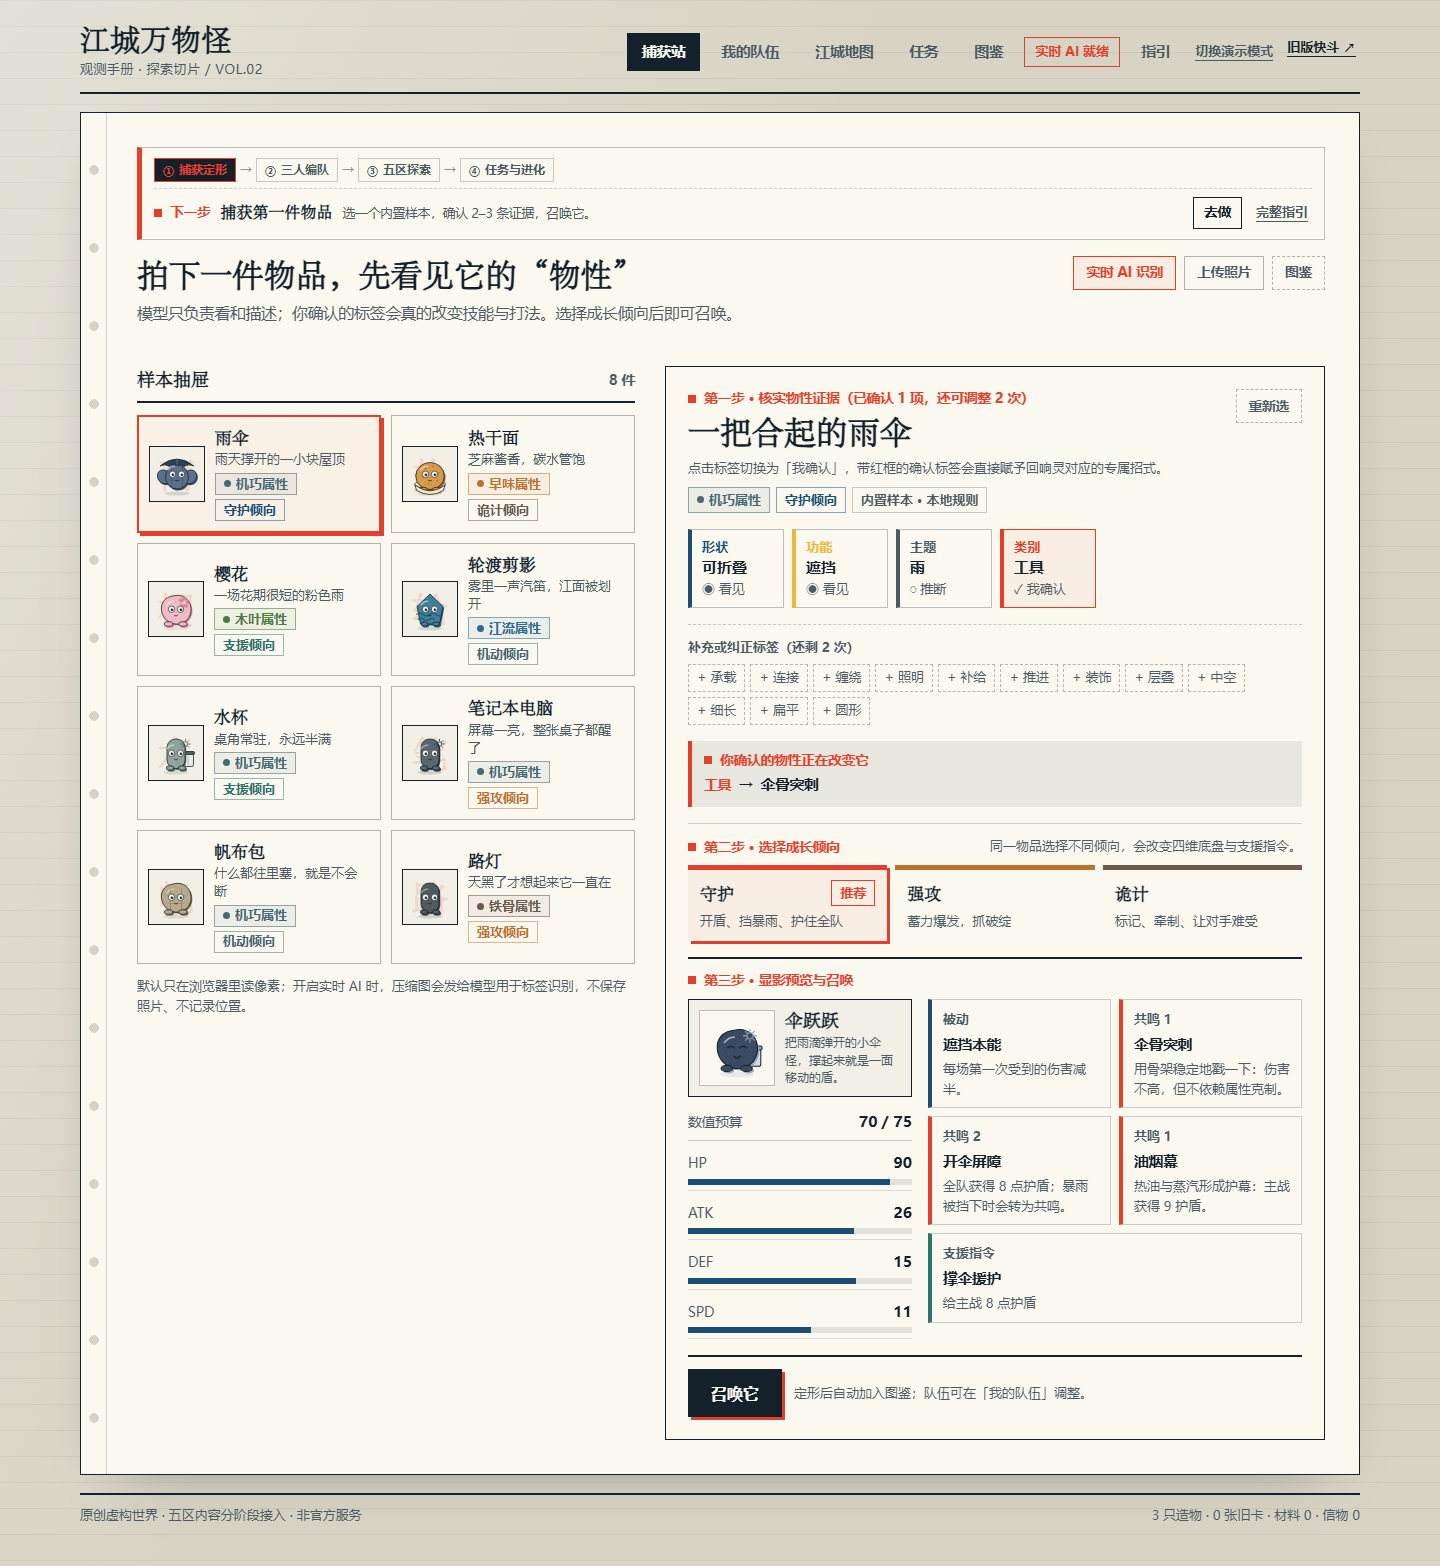 江城万物怪
观测手册 · 探索切片 / VOL.02
捕获站 我的队伍 江城地图 任务 图鉴 实时 AI 就绪 指引 切换演示模式 旧版快斗 ↗
① 捕获定形 → ② 三人编队 → ③ 五区探索 → ④ 任务与进化
下一步 捕获第一件物品 选一个内置样本，确认 2–3 条证据，召唤它。 去做 完整指引
拍下一件物品，先看见它的“物性”
实时 AI 识别 上传照片 图鉴
模型只负责看和描述；你确认的标签会真的改变技能与打法。选择成长倾向后即可召唤。
样本抽屉 8 件
雨伞
雨天撑开的一小块屋顶
机巧属性
守护倾向
热干面
芝麻酱香，碳水管饱
早味属性
诡计倾向
樱花
一场花期很短的粉色雨
木叶属性
支援倾向
轮渡剪影
雾里一声汽笛，江面被划
开
江流属性
机动倾向
水杯
桌角常驻，永远半满
机巧属性
支援倾向
笔记本电脑
屏幕一亮，整张桌子都醒
了
机巧属性
强攻倾向
帆布包
什么都往里塞，就是不会
断
机巧属性
机动倾向
路灯
天黑了才想起来它一直在
铁骨属性
强攻倾向
默认只在浏览器里读像素；开启实时 AI 时，压缩图会发给模型用于标签识别，不保存
照片、不记录位置。
第一步 • 核实物性证据（已确认 1 项，还可调整 2 次）
重新选
一把合起的雨伞
点击标签切换为「我确认」，带红框的确认标签会直接赋予回响灵对应的专属招式。
机巧属性 守护倾向 内置样本 • 本地规则
形状
可折叠
◉ 看见
功能
遮挡
◉ 看见
主题
雨
○ 推断
类别
工具
✓ 我确认
补充或纠正标签（还剩 2 次）
+ 承载 + 连接 + 缠绕 + 照明 + 补给 + 推进 + 装饰 + 层叠 + 中空
+ 细长 + 扁平 + 圆形
你确认的物性正在改变它
工具 → 伞骨突刺
第二步 • 选择成长倾向 同一物品选择不同倾向，会改变四维底盘与支援指令。
守护 推荐
开盾、挡暴雨、护住全队
强攻
蓄力爆发，抓破绽
诡计
标记、牵制、让对手难受
第三步 • 显影预览与召唤
伞跃跃
把雨滴弹开的小伞
怪，撑起来就是一面
移动的盾。
数值预算 70 / 75
HP 90
ATK 26
DEF 15
SPD 11
被动
遮挡本能
每场第一次受到的伤害减
半。
共鸣 1
伞骨突刺
用骨架稳定地戳一下：伤害
不高，但不依赖属性克制。
共鸣 2
开伞屏障
全队获得 8 点护盾；暴雨
被挡下时会转为共鸣。
共鸣 1
油烟幕
热油与蒸汽形成护幕：主战
获得 9 护盾。
支援指令
撑伞援护
给主战 8 点护盾
召唤它 定形后自动加入图鉴；队伍可在「我的队伍」调整。
原创虚构世界 · 五区内容分阶段接入 · 非官方服务
3 只造物 · 0 张旧卡 · 材料 0 · 信物 0